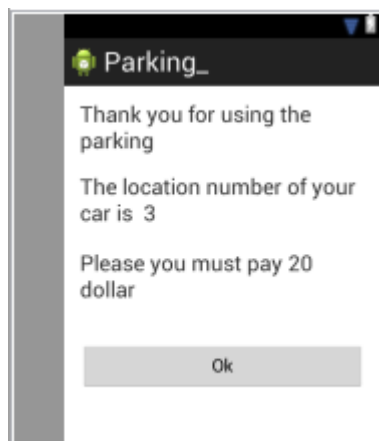 Parking_
Thank you for using the
parking
The location number of your
car is 3
Please you must pay 20
dollar
Ok